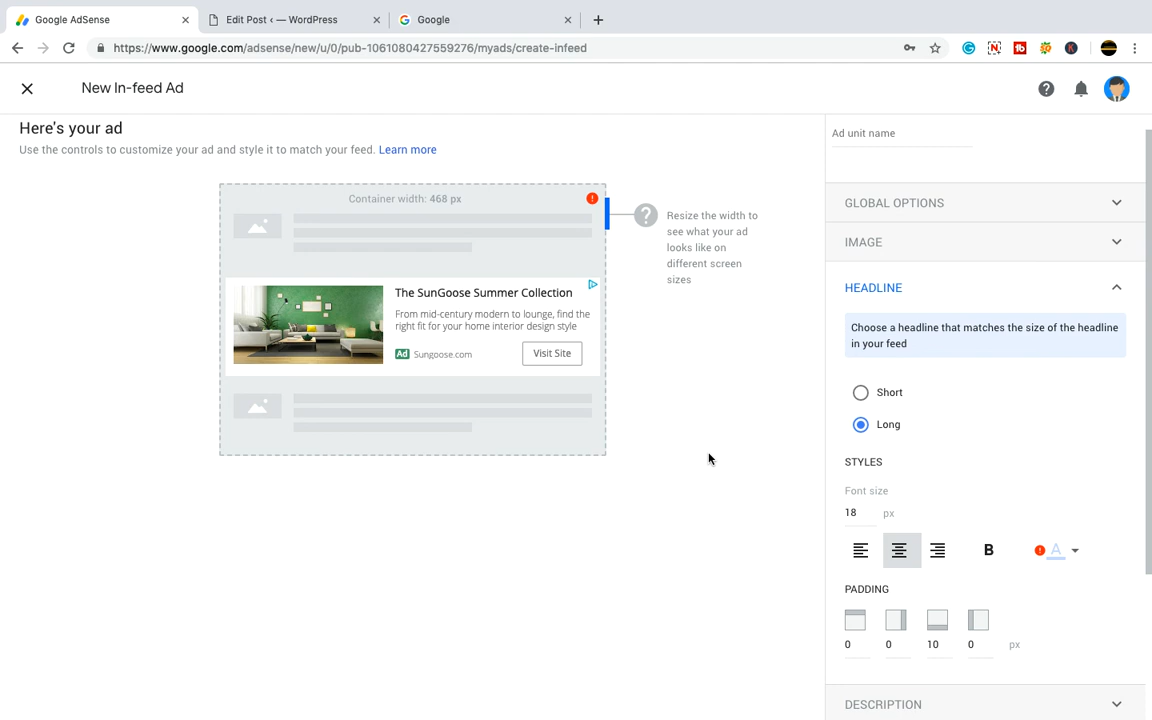 Google AdSense
Edit Post ‹ — WordPress
Google
https://www.google.com/adsense/new/u/0/pub-1061080427559276/myads/create-infeed
New In-feed Ad
Here's your ad
Use the controls to customize your ad and style it to match your feed. Learn more
Container width: 468 px
Resize the width to
see what your ad
looks like on
different screen
sizes
The SunGoose Summer Collection
From mid-century modern to lounge, find the
right fit for your home interior design style
Ad Sungoose.com
Visit Site
Ad unit name
GLOBAL OPTIONS
IMAGE
HEADLINE
Choose a headline that matches the size of the headline
in your feed
Short
Long
STYLES
Font size
18 px
B A
PADDING
0 0 10 0 px
DESCRIPTION